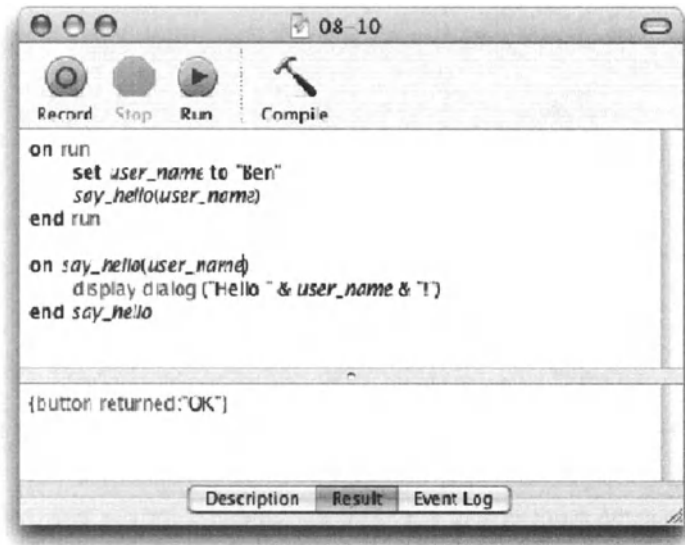 08-10
Record Stop Run Compile
on run
set user_name to "Ben"
say_hello(user_name)
end run
on say_hello(user_name)
display dialog ("Hello " & user_name & "!")
end say_hello
{button returned:"OK"}
Description Result Event Log